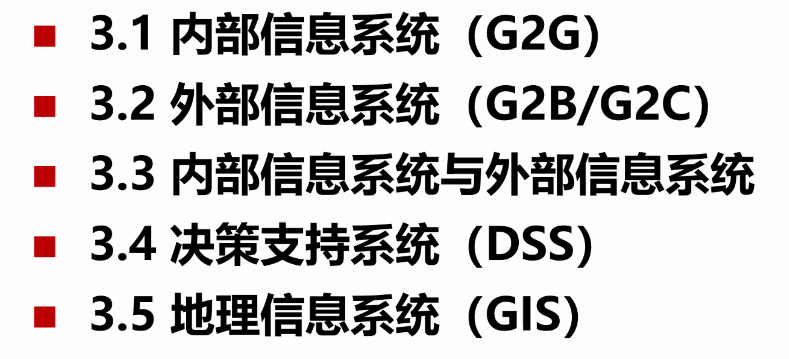 ■ 3.1 内部信息系统（G2G）
■ 3.2 外部信息系统（G2B/G2C）
■ 3.3 内部信息系统与外部信息系统
■ 3.4 决策支持系统（DSS）
■ 3.5 地理信息系统（GIS）